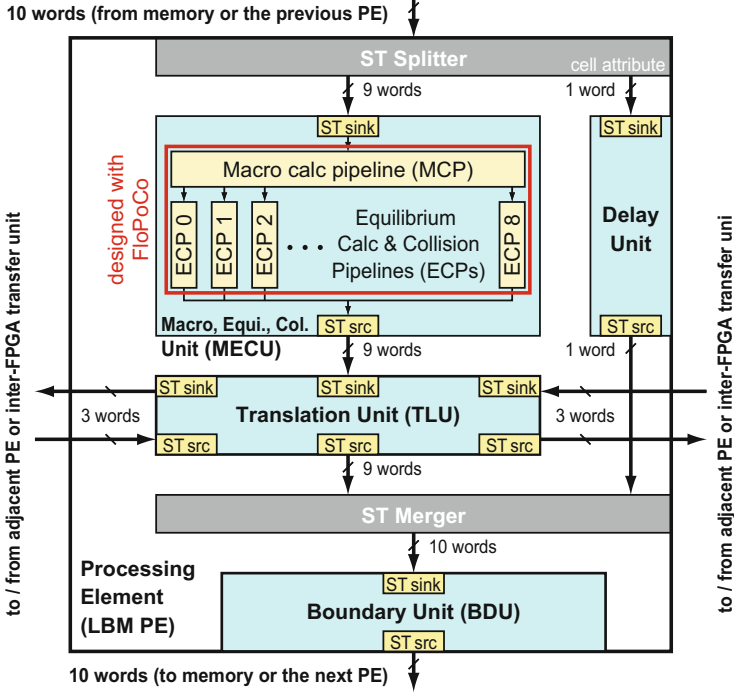 10 words (from memory or the previous PE)
ST Splitter
cell attribute
9 words
1 word
ST sink
ST sink
designed with
FloPoCo
Macro calc pipeline (MCP)
ECP 0
ECP 1
ECP 2
• • •
Equilibrium
Calc & Collision
Pipelines (ECPs)
ECP 8
Delay
Unit
Macro, Equi., Col.
Unit (MECU)
ST src
ST src
9 words
1 word
to / from adjacent PE or inter-FPGA transfer unit
to / from adjacent PE or inter-FPGA transfer uni
ST sink
ST sink
ST sink
3 words
Translation Unit (TLU)
3 words
ST src
ST src
ST src
9 words
ST Merger
10 words
Processing
Element
(LBM PE)
ST sink
Boundary Unit (BDU)
ST src
10 words (to memory or the next PE)